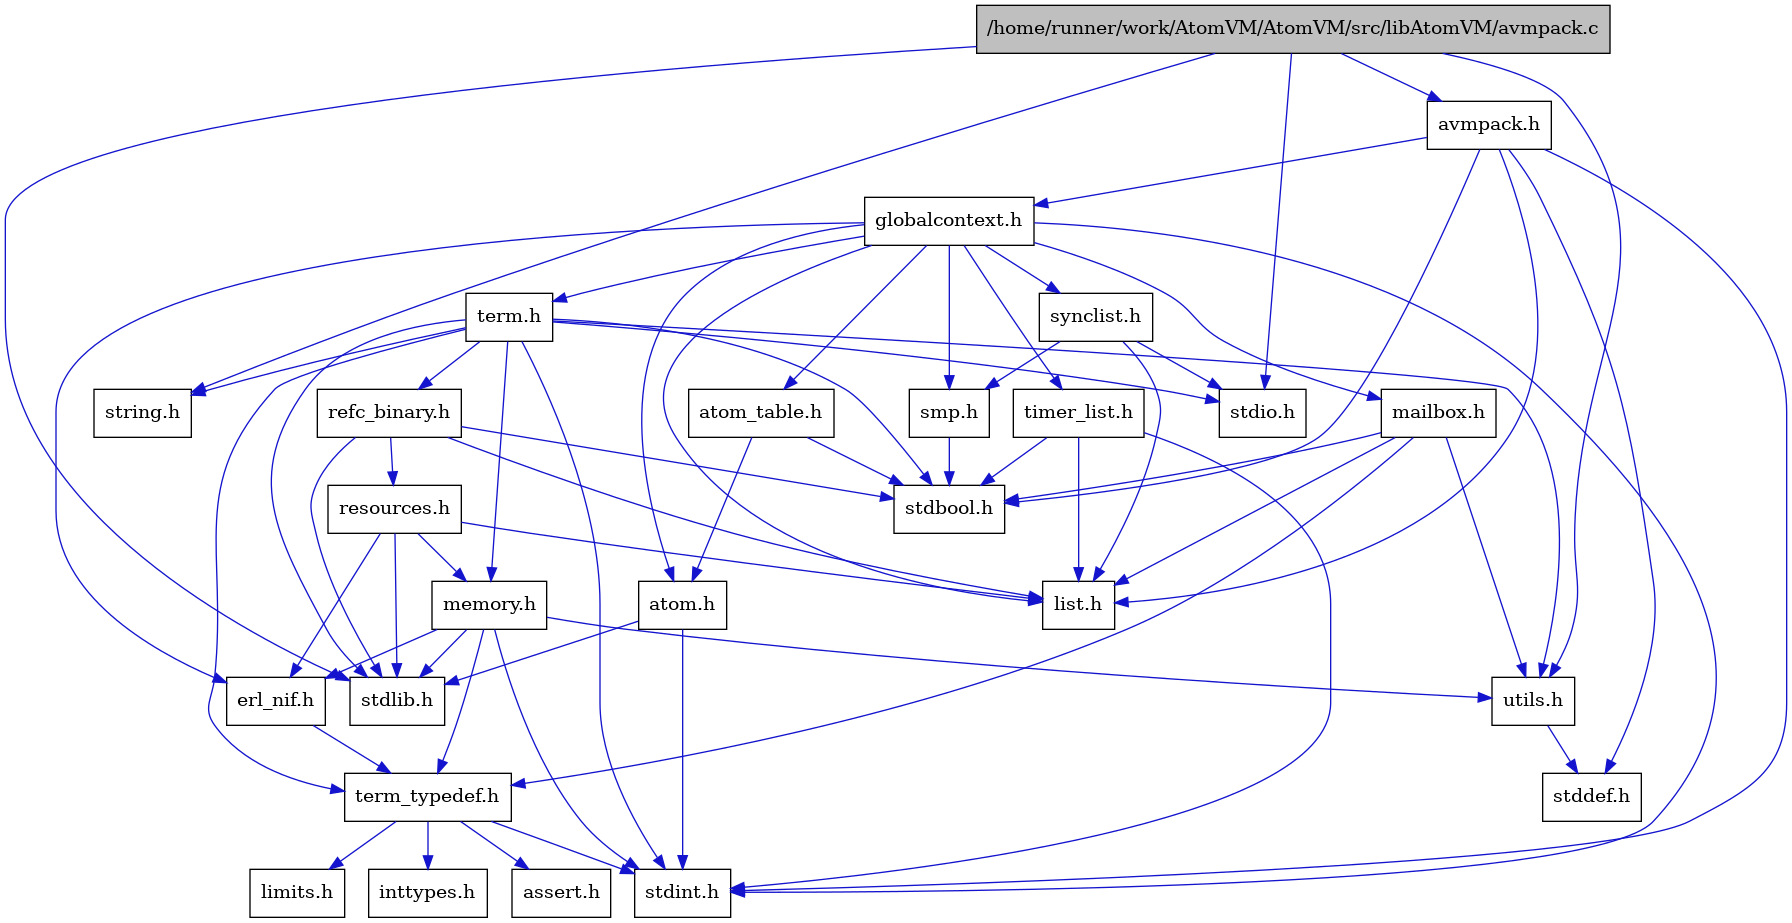 /home/runner/work/AtomVM/AtomVM/src/libAtomVM/avmpack.c
avmpack.h
globalcontext.h
term.h
synclist.h
string.h
refc_binary.h
atom_table.h
smp.h
timer_list.h
stdio.h
mailbox.h
resources.h
stdbool.h
memory.h
atom.h
list.h
erl_nif.h
stdlib.h
utils.h
term_typedef.h
stddef.h
limits.h
inttypes.h
assert.h
stdint.h